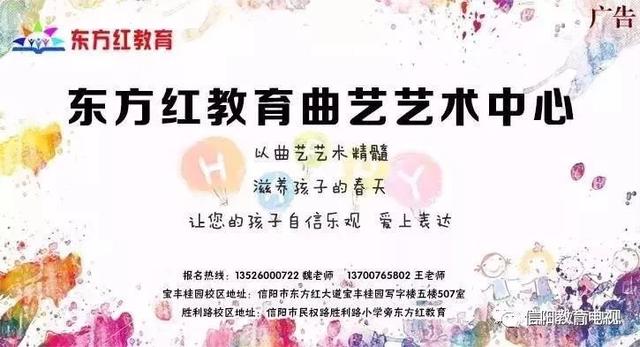 广告
东方红教育
东方红教育曲艺艺术中心
以曲艺艺术精髓
滋养孩子的春天
让您的孩子自信乐观 爱上表达
报名热线：13526000722 魏老师 13700765802 王老师
宝丰桂园校区地址：信阳市东方红大道宝丰桂园写字楼五楼507室
胜利路校区地址：信阳市民权路胜利路小学旁东方红教育
信阳教育电视